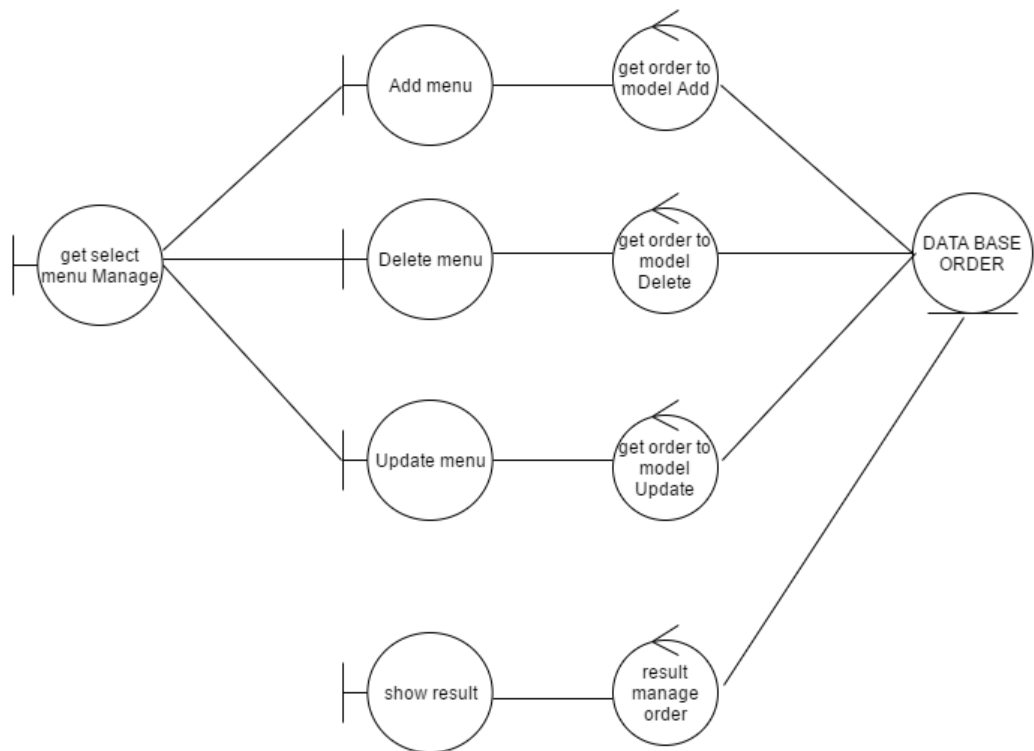 Add menu
get order to
model Add
get select
menu Manage
Delete menu
get order to
model
Delete
DATA BASE
ORDER
Update menu
get order to
model
Update
show result
result
manage
order